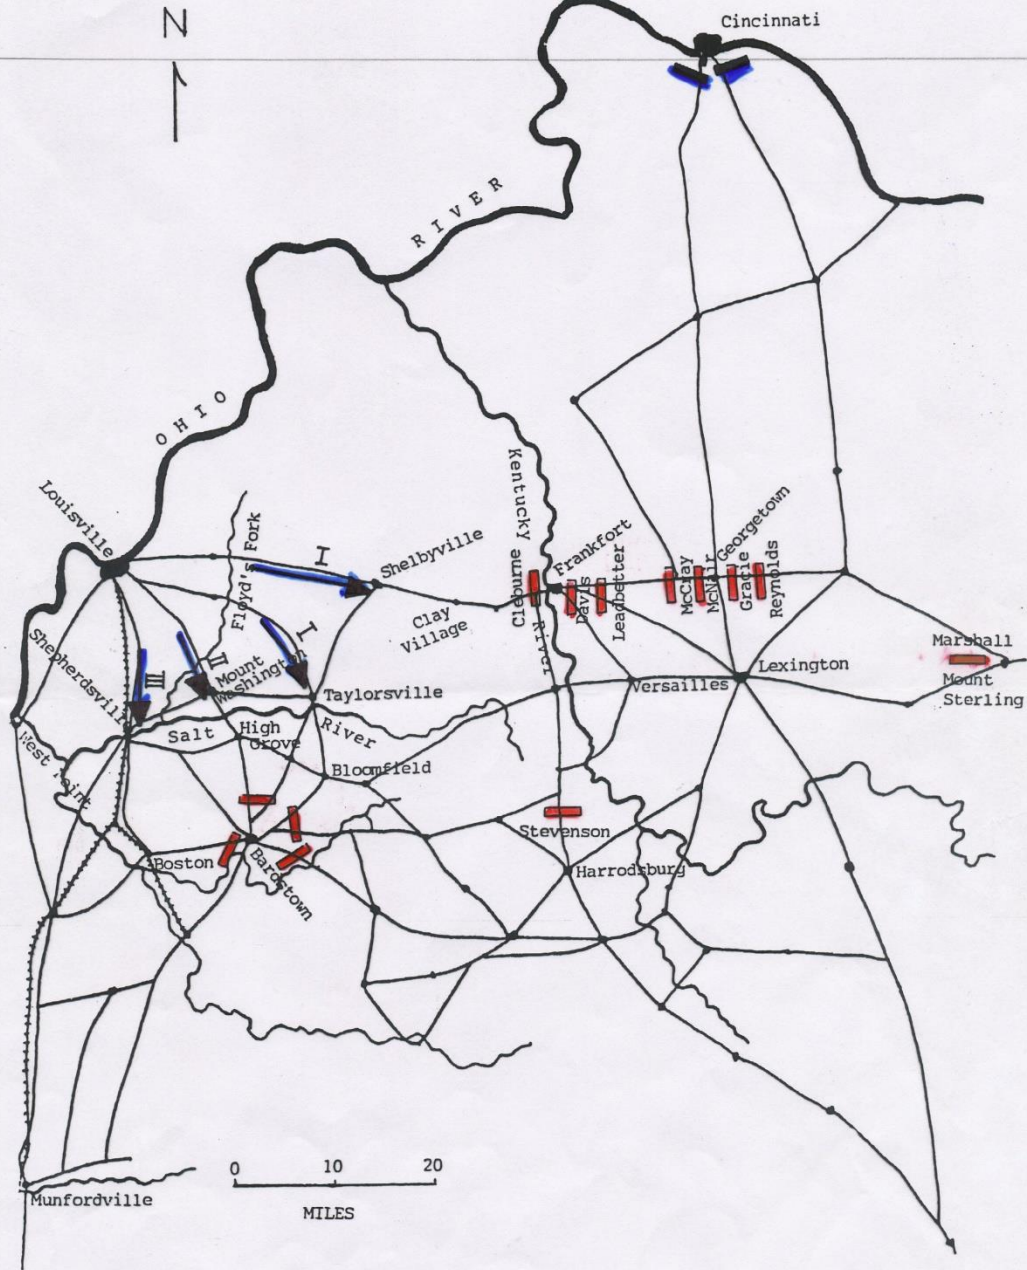 N
Cincinnati
OHIO RIVER
Louisville
Floyd's Fork
I
Shelbyville
Clay
Village
Kentucky River
Cleburne
Frankfort
Davis
Leadbetter
McCray
McNair
Georgetown
Gracie
Reynolds
Marshall
Mount
Sterling
Lexington
Versailles
I
II
III
Mount
Washington
Taylorsville
Shepherdsville
Salt River
High
Grove
Bloomfield
West Point
Boston
Bardstown
Stevenson
Harrodsburg
Munfordville
0 10 20
MILES